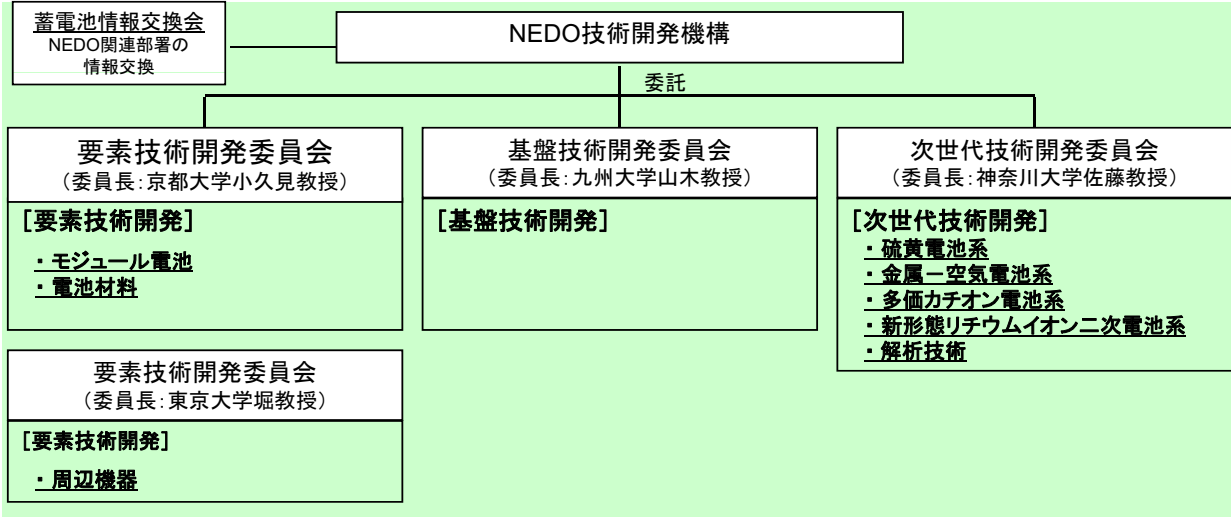 蓄電池情報交換会
NEDO関連部署の
情報交換
NEDO技術開発機構
委託
要素技術開発委員会
（委員長：京都大学小久見教授）
［要素技術開発］
・モジュール電池
・電池材料
基盤技術開発委員会
（委員長：九州大学山木教授）
［基盤技術開発］
次世代技術開発委員会
（委員長：神奈川大学佐藤教授）
［次世代技術開発］
・硫黄電池系
・金属－空気電池系
・多価カチオン電池系
・新形態リチウムイオン二次電池系
・解析技術
要素技術開発委員会
（委員長：東京大学堀教授）
［要素技術開発］
・周辺機器